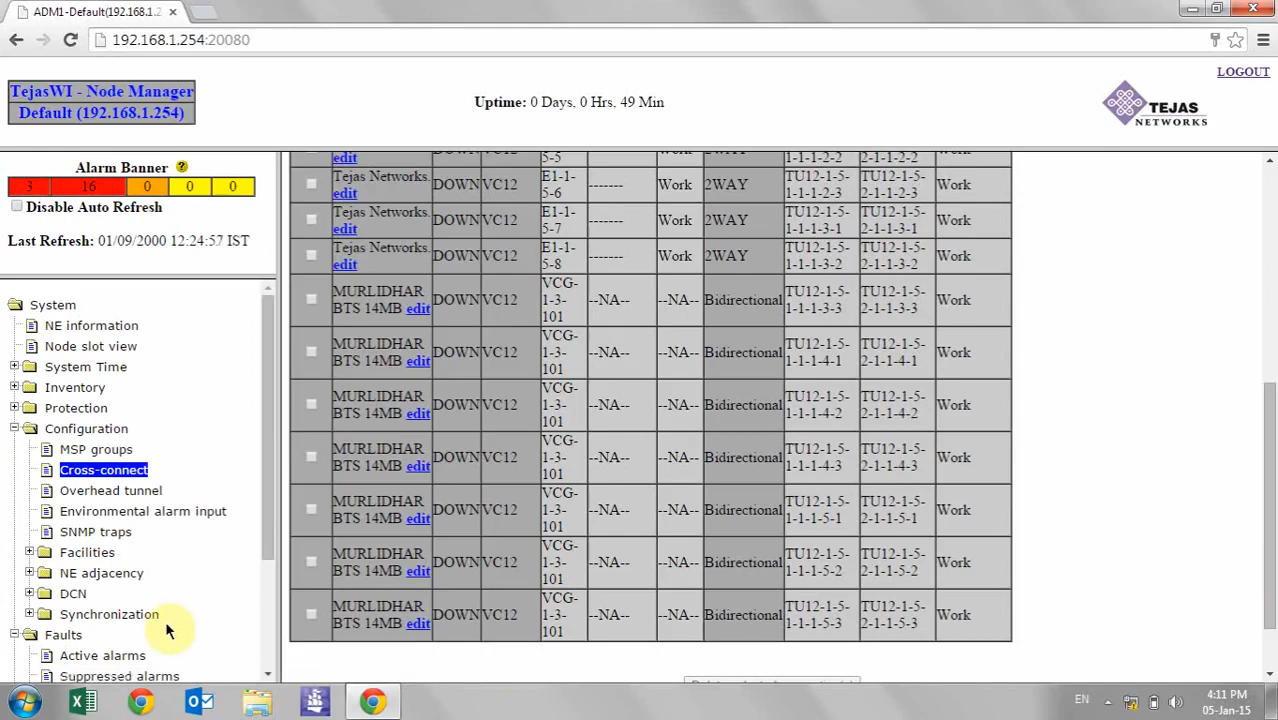 ADM1-Default(192.168.1.2
192.168.1.254:20080
LOGOUT
TejasWI - Node Manager
Default (192.168.1.254)
Uptime: 0 Days, 0 Hrs, 49 Min
TEJAS
NETWORKS
Alarm Banner ?
3 16 0 0 0
Disable Auto Refresh
Last Refresh: 01/09/2000 12:24:57 IST
System
NE information
Node slot view
System Time
Inventory
Protection
Configuration
MSP groups
Cross-connect
Overhead tunnel
Environmental alarm input
SNMP traps
Facilities
NE adjacency
DCN
Synchronization
Faults
Active alarms
Suppressed alarms
edit DOWN VC12 5-5 ------- Work 2WAY 1-1-1-2-2 2-1-1-2-2 Work
Tejas Networks. DOWN VC12 E1-1- ------- Work 2WAY TU12-1-5- TU12-1-5- Work
edit 5-6 1-1-1-2-3 2-1-1-2-3
Tejas Networks. DOWN VC12 E1-1- ------- Work 2WAY TU12-1-5- TU12-1-5- Work
edit 5-7 1-1-1-3-1 2-1-1-3-1
Tejas Networks. DOWN VC12 E1-1- ------- Work 2WAY TU12-1-5- TU12-1-5- Work
edit 5-8 1-1-1-3-2 2-1-1-3-2
MURLIDHAR DOWN VC12 VCG- --NA-- --NA-- Bidirectional TU12-1-5- TU12-1-5- Work
BTS 14MB edit 1-3- 1-1-1-3-3 2-1-1-3-3
101
MURLIDHAR DOWN VC12 VCG- --NA-- --NA-- Bidirectional TU12-1-5- TU12-1-5- Work
BTS 14MB edit 1-3- 1-1-1-4-1 2-1-1-4-1
101
MURLIDHAR DOWN VC12 VCG- --NA-- --NA-- Bidirectional TU12-1-5- TU12-1-5- Work
BTS 14MB edit 1-3- 1-1-1-4-2 2-1-1-4-2
101
MURLIDHAR DOWN VC12 VCG- --NA-- --NA-- Bidirectional TU12-1-5- TU12-1-5- Work
BTS 14MB edit 1-3- 1-1-1-4-3 2-1-1-4-3
101
MURLIDHAR DOWN VC12 VCG- --NA-- --NA-- Bidirectional TU12-1-5- TU12-1-5- Work
BTS 14MB edit 1-3- 1-1-1-5-1 2-1-1-5-1
101
MURLIDHAR DOWN VC12 VCG- --NA-- --NA-- Bidirectional TU12-1-5- TU12-1-5- Work
BTS 14MB edit 1-3- 1-1-1-5-2 2-1-1-5-2
101
MURLIDHAR DOWN VC12 VCG- --NA-- --NA-- Bidirectional TU12-1-5- TU12-1-5- Work
BTS 14MB edit 1-3- 1-1-1-5-3 2-1-1-5-3
101
EN
4:11 PM
05-Jan-15